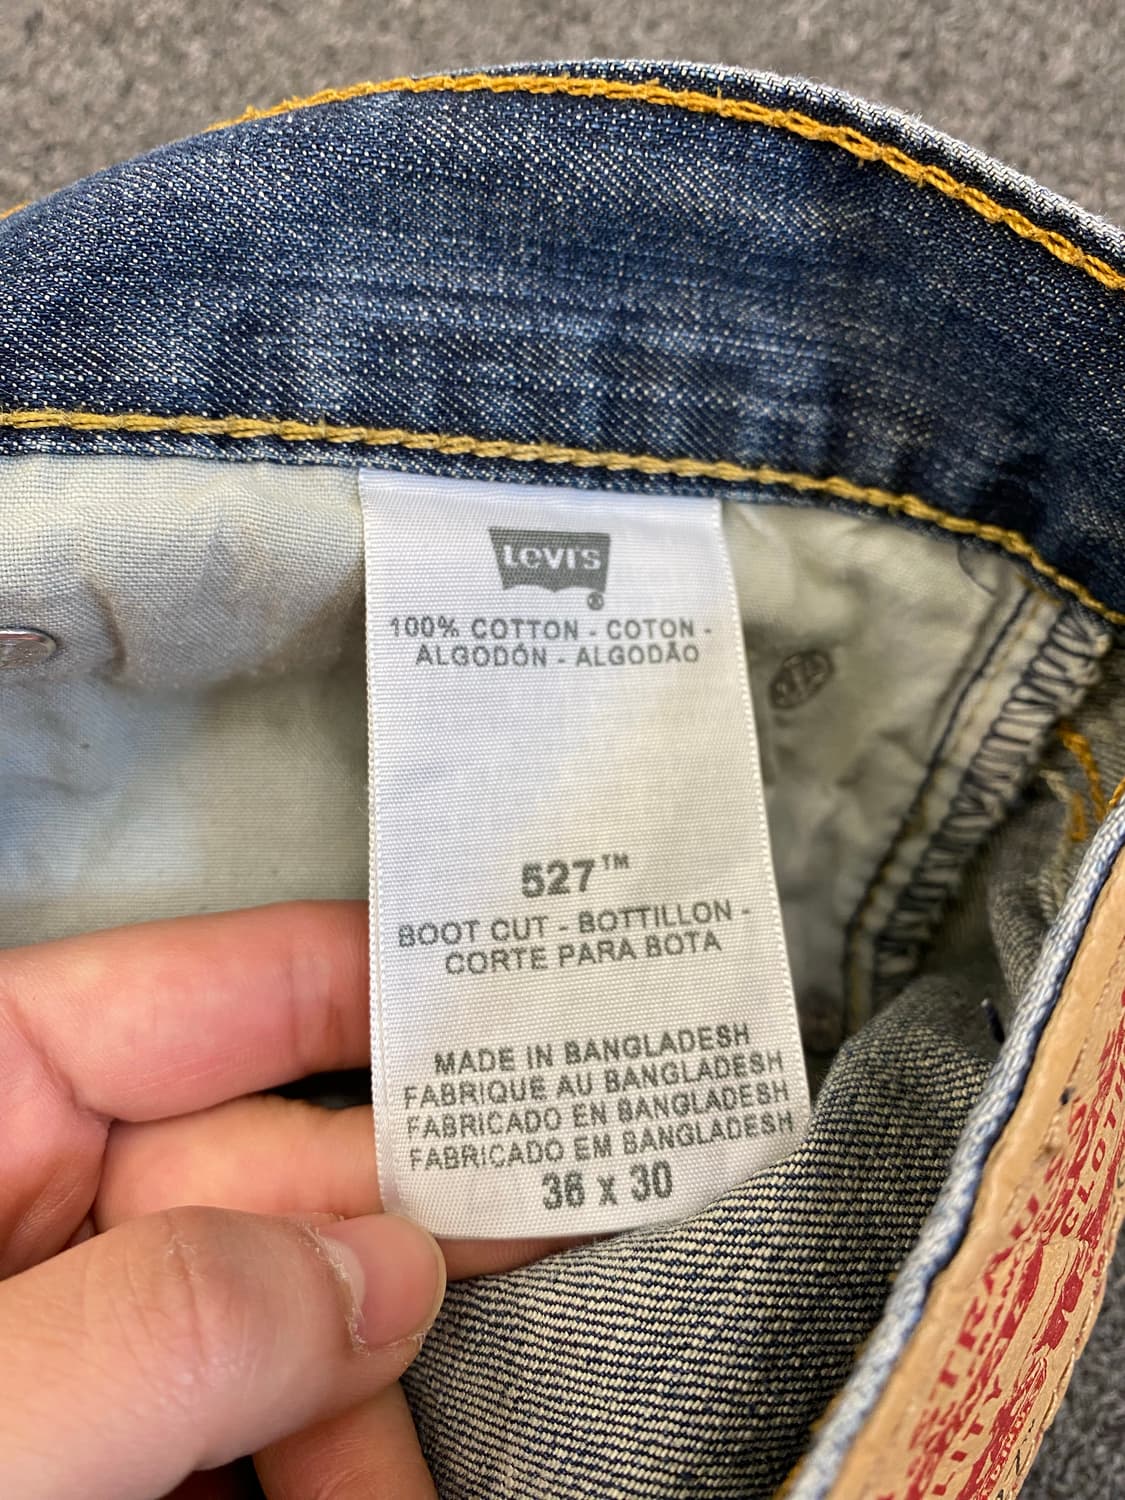 LEVI'S
®
100% COTTON - COTON -
ALGODÓN - ALGODÃO
527™
BOOT CUT - BOTTILLON -
CORTE PARA BOTA
MADE IN BANGLADESH
FABRIQUE AU BANGLADESH
FABRICADO EN BANGLADESH
FABRICADO EM BANGLADESH
36 x 30